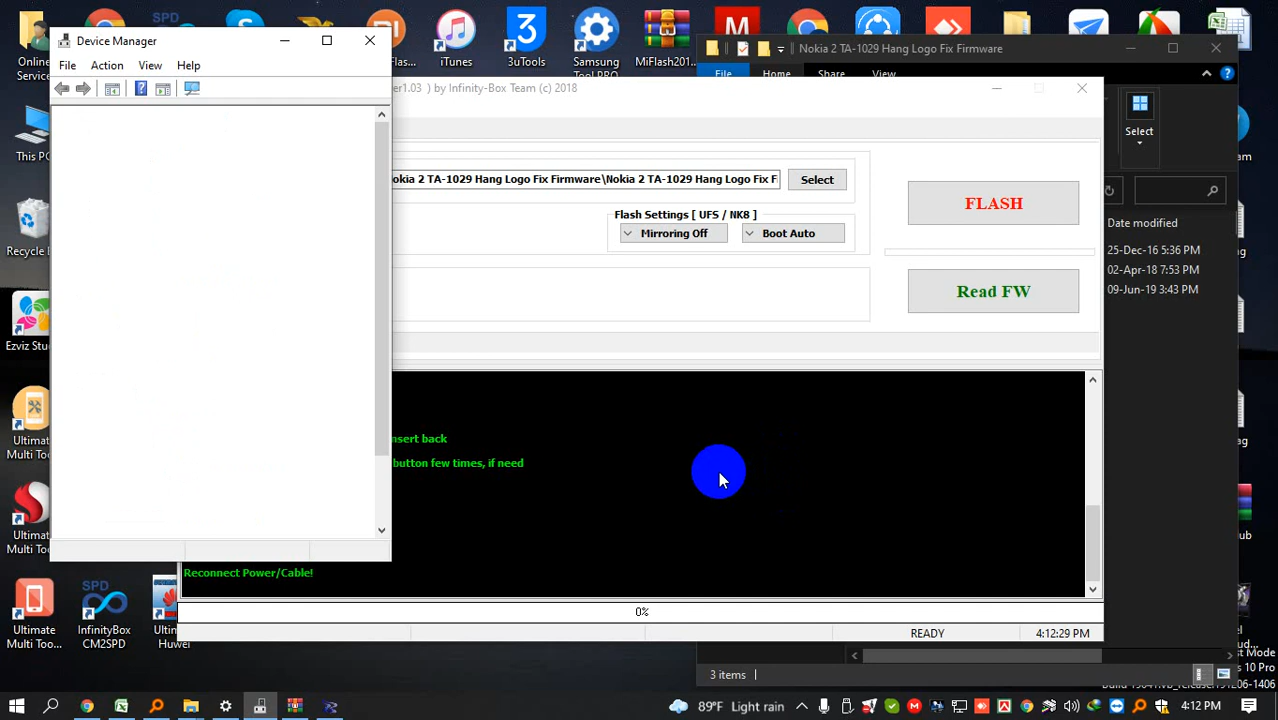 Online
Service
This PC
Recycle
Ezviz Stu
Ultimate
Multi Too
Ultimate
Multi Too
Ultimate
Multi Too...
SPD
InfinityBox
CM2SPD
Ultim
Huwei
SPD
iTunes
3
3uTools
Samsung
Tool PRO
MiFlash201...
M
Device Manager
File
Action
View
Help
er1.03 ) by Infinity-Box Team (c) 2018
okia 2 TA-1029 Hang Logo Fix Firmware\Nokia 2 TA-1029 Hang Logo Fix F
Select
Flash Settings [ UFS / NK8 ]
Mirroring Off
Boot Auto
FLASH
Read FW
nsert back
button few times, if need
Reconnect Power/Cable!
0%
READY
4:12:29 PM
Nokia 2 TA-1029 Hang Logo Fix Firmware
File
Home
Share
View
Select
Date modified
25-Dec-16 5:36 PM
02-Apr-18 7:53 PM
09-Jun-19 3:43 PM
3 items
89°F Light rain
4:12 PM